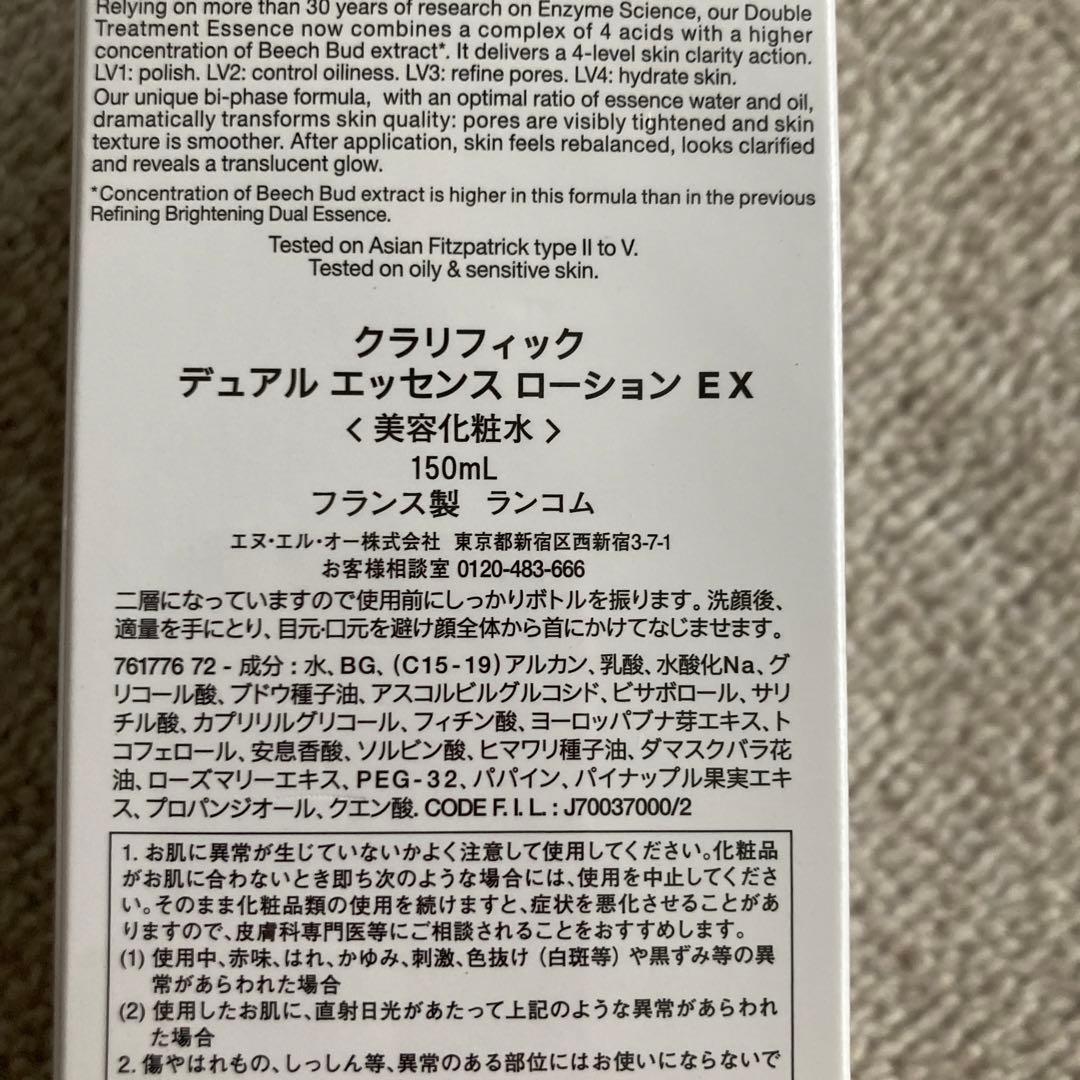 Relying on more than 30 years of research on Enzyme Science, our Double
Treatment Essence now combines a complex of 4 acids with a higher
concentration of Beech Bud extract*. It delivers a 4-level skin clarity action.
LV1: polish. LV2: control oiliness. LV3: refine pores. LV4: hydrate skin.
Our unique bi-phase formula, with an optimal ratio of essence water and oil,
dramatically transforms skin quality: pores are visibly tightened and skin
texture is smoother. After application, skin feels rebalanced, looks clarified
and reveals a translucent glow.
*Concentration of Beech Bud extract is higher in this formula than in the previous
Refining Brightening Dual Essence.
Tested on Asian Fitzpatrick type II to V.
Tested on oily & sensitive skin.
クラリフィック
デュアル エッセンス ローション EX
< 美容化粧水 >
150mL
フランス製 ランコム
エヌ・エル・オー株式会社 東京都新宿区西新宿3-7-1
お客様相談室 0120-483-666
二層になっていますので使用前にしっかりボトルを振ります。洗顔後、
適量を手にとり、目元・口元を避け顔全体から首にかけてなじませます。
761776 72 - 成分 : 水、BG、(C15-19)アルカン、乳酸、水酸化Na、グ
リコール酸、ブドウ種子油、アスコルビルグルコシド、ビサボロール、サリ
チル酸、カプリリルグリコール、フィチン酸、ヨーロッパブナ芽エキス、ト
コフェロール、安息香酸、ソルビン酸、ヒマワリ種子油、ダマスクバラ花
油、ローズマリーエキス、PEG-32、パパイン、パイナップル果実エキ
ス、プロパンジオール、クエン酸. CODE F.I.L. : J70037000/2
1. お肌に異常が生じていないかよく注意して使用してください。化粧品
がお肌に合わないとき即ち次のような場合には、使用を中止してくださ
い。そのまま化粧品類の使用を続けますと、症状を悪化させることがあ
りますので、皮膚科専門医等にご相談されることをおすすめします。
(1) 使用中、赤味、はれ、かゆみ、刺激、色抜け (白斑等) や黒ずみ等の異
常があらわれた場合
(2) 使用したお肌に、直射日光があたって上記のような異常があらわれ
た場合
2. 傷やはれもの、しっしん等、異常のある部位にはお使いにならないで